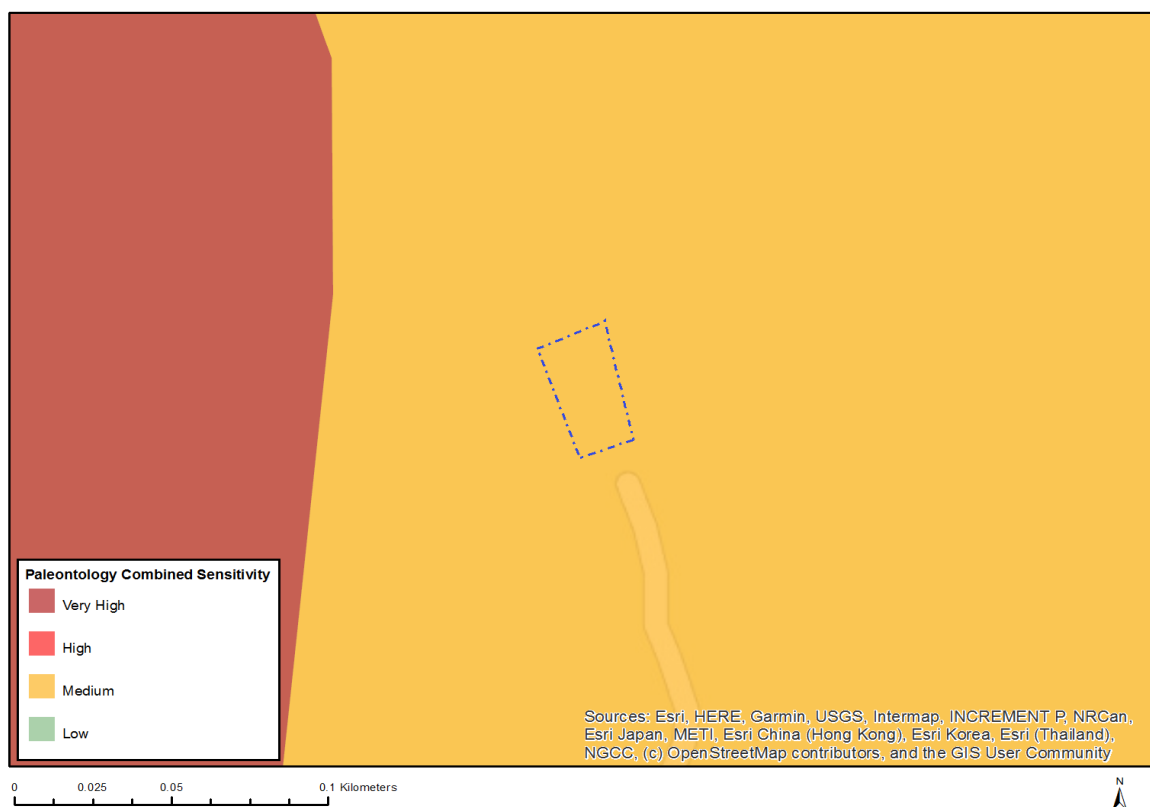 Paleontology Combined Sensitivity
Very High
High
Medium
Low
Sources: Esri, HERE, Garmin, USGS, Intermap, INCREMENT P, NRCan,
Esri Japan, METI, Esri China (Hong Kong), Esri Korea, Esri (Thailand),
NGCC, (c) OpenStreetMap contributors, and the GIS User Community
0 0.025 0.05 0.1 Kilometers
N